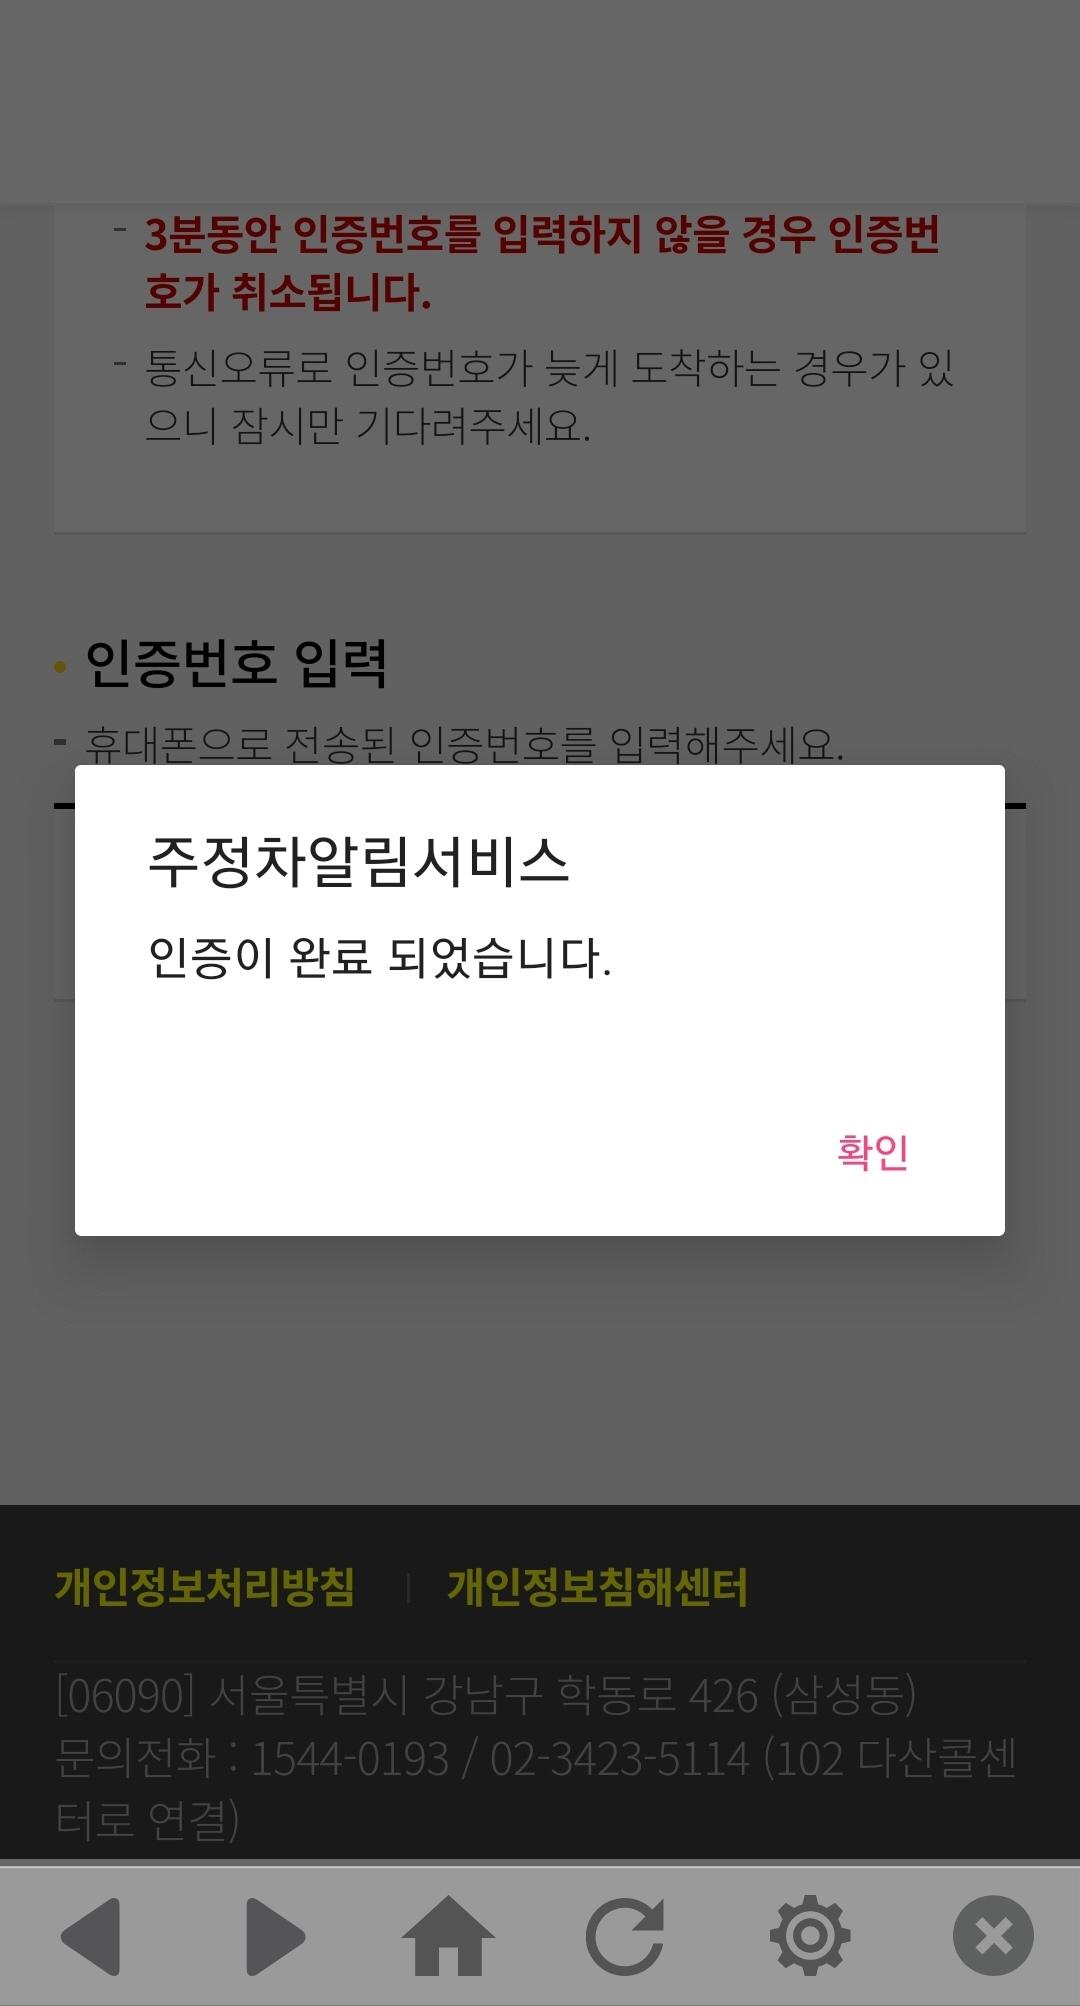 - 3분동안 인증번호를 입력하지 않을 경우 인증번
호가 취소됩니다.
- 통신오류로 인증번호가 늦게 도착하는 경우가 있
으니 잠시만 기다려주세요.
• 인증번호 입력
- 휴대폰으로 전송된 인증번호를 입력해주세요.
주정차알림서비스
인증이 완료 되었습니다.
확인
개인정보처리방침 | 개인정보침해센터
[06090] 서울특별시 강남구 학동로 426 (삼성동)
문의전화 : 1544-0193 / 02-3423-5114 (102 다산콜센
터로 연결)